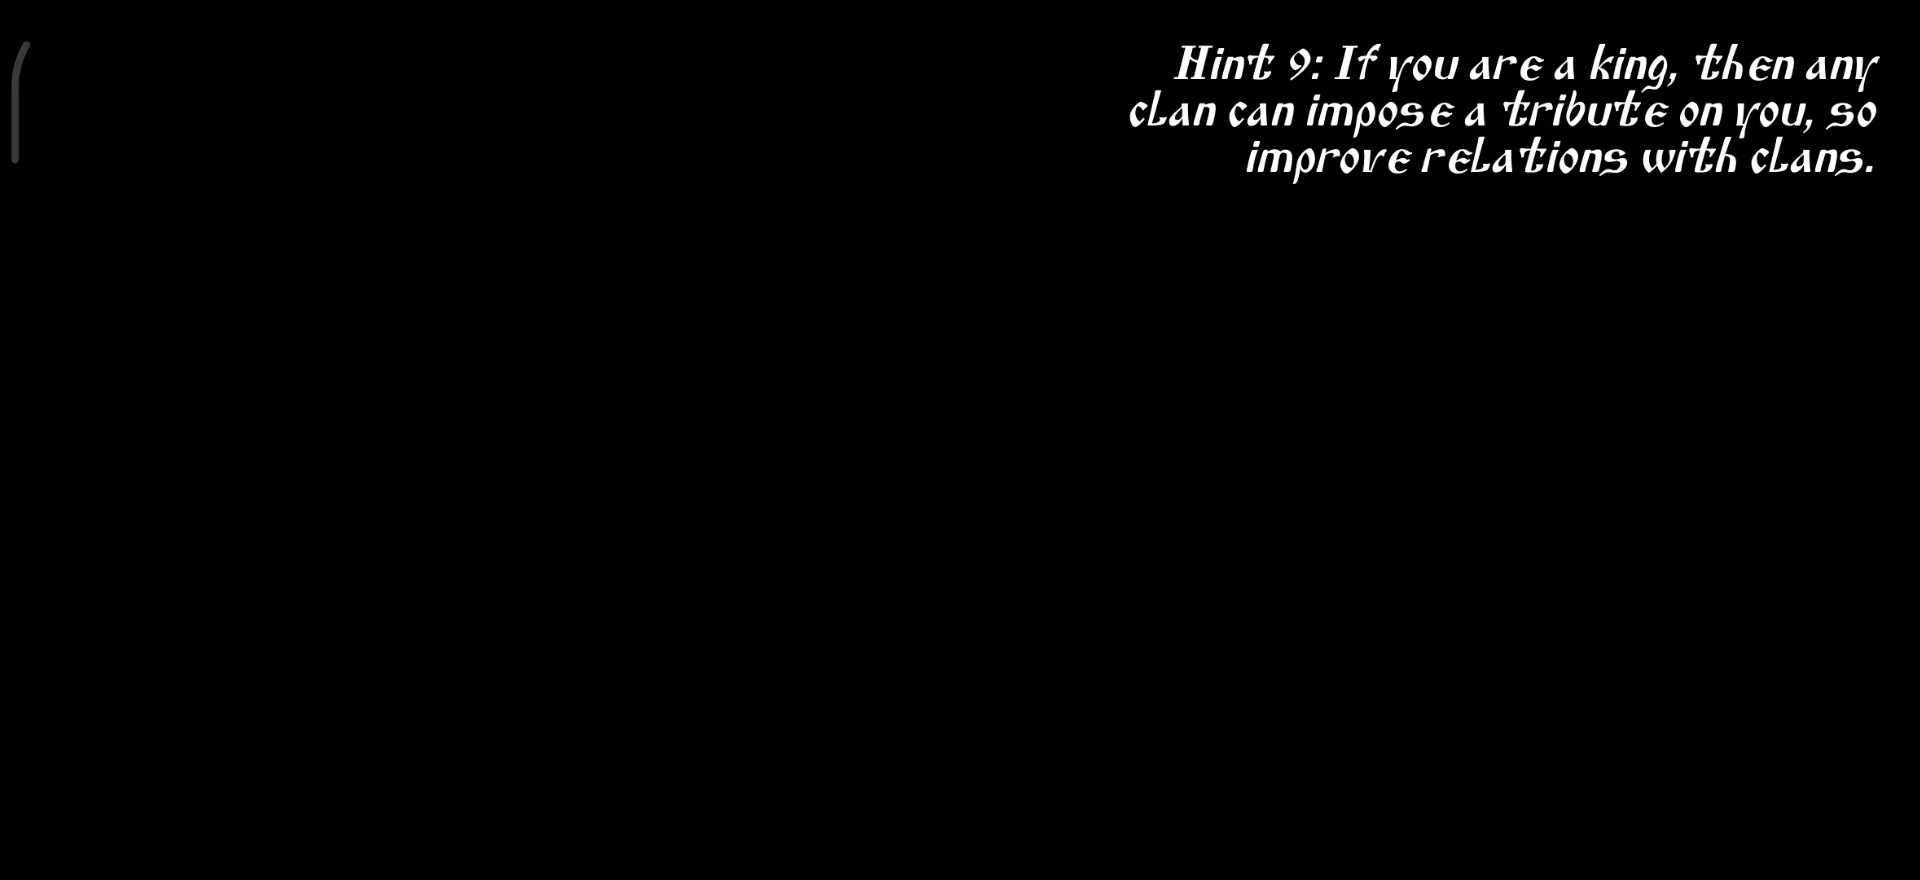 Hint 9: If you are a king, then any
clan can impose a tribute on you, so
improve relations with clans.